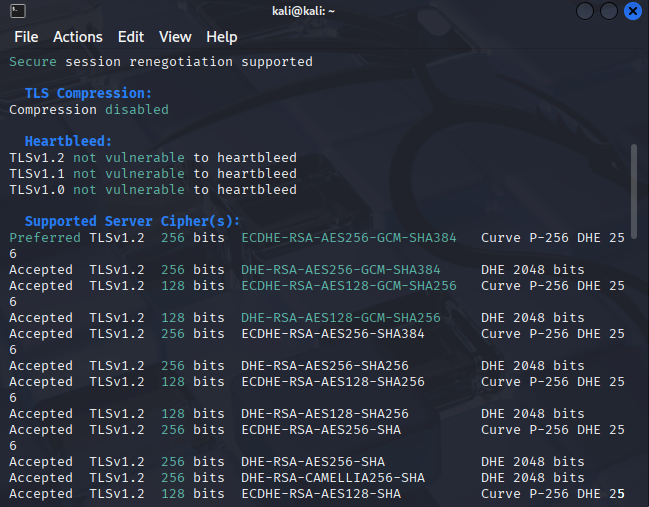 kali@kali: ~
File Actions Edit View Help
Secure session renegotiation supported
TLS Compression:
Compression disabled
Heartbleed:
TLSv1.2 not vulnerable to heartbleed
TLSv1.1 not vulnerable to heartbleed
TLSv1.0 not vulnerable to heartbleed
Supported Server Cipher(s):
Preferred TLSv1.2 256 bits ECDHE-RSA-AES256-GCM-SHA384 Curve P-256 DHE 25
6
Accepted TLSv1.2 256 bits DHE-RSA-AES256-GCM-SHA384 DHE 2048 bits
Accepted TLSv1.2 128 bits ECDHE-RSA-AES128-GCM-SHA256 Curve P-256 DHE 25
6
Accepted TLSv1.2 128 bits DHE-RSA-AES128-GCM-SHA256 DHE 2048 bits
Accepted TLSv1.2 256 bits ECDHE-RSA-AES256-SHA384 Curve P-256 DHE 25
6
Accepted TLSv1.2 256 bits DHE-RSA-AES256-SHA256 DHE 2048 bits
Accepted TLSv1.2 128 bits ECDHE-RSA-AES128-SHA256 Curve P-256 DHE 25
6
Accepted TLSv1.2 128 bits DHE-RSA-AES128-SHA256 DHE 2048 bits
Accepted TLSv1.2 256 bits ECDHE-RSA-AES256-SHA Curve P-256 DHE 25
6
Accepted TLSv1.2 256 bits DHE-RSA-AES256-SHA DHE 2048 bits
Accepted TLSv1.2 256 bits DHE-RSA-CAMELLIA256-SHA DHE 2048 bits
Accepted TLSv1.2 128 bits ECDHE-RSA-AES128-SHA Curve P-256 DHE 25